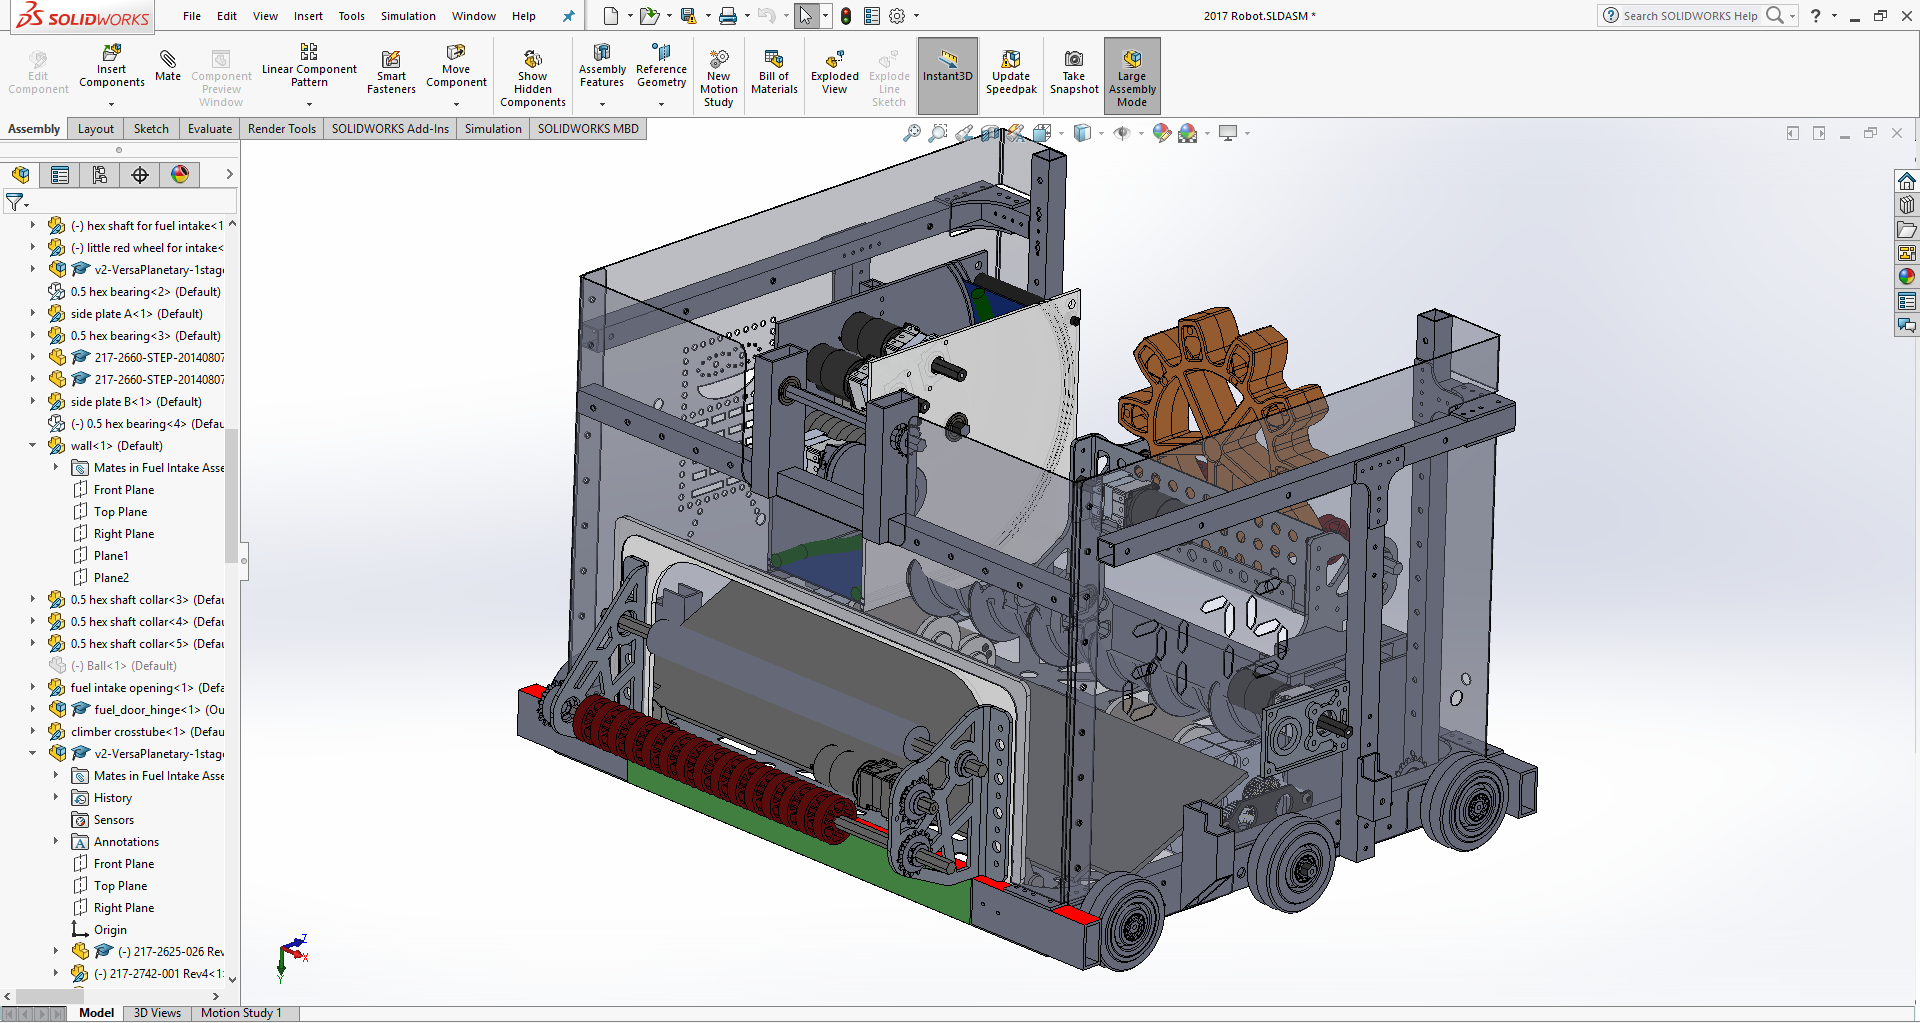 SOLIDWORKS
File Edit View Insert Tools Simulation Window Help
2017 Robot.SLDASM *
Search SOLIDWORKS Help
?
Edit
Component
Insert
Components
Mate
Component
Preview
Window
Linear Component
Pattern
Smart
Fasteners
Move
Component
Show
Hidden
Components
Assembly
Features
Reference
Geometry
New
Motion
Study
Bill of
Materials
Exploded
View
Explode
Line
Sketch
Instant3D
Update
Speedpak
Take
Snapshot
Large
Assembly
Mode
Assembly Layout Sketch Evaluate Render Tools SOLIDWORKS Add-Ins Simulation SOLIDWORKS MBD
(-) hex shaft for fuel intake<1
(-) little red wheel for intake<
v2-VersaPlanetary-1stage
0.5 hex bearing<2> (Default)
side plate A<1> (Default)
0.5 hex bearing<3> (Default)
217-2660-STEP-20140807
217-2660-STEP-20140807
side plate B<1> (Default)
(-) 0.5 hex bearing<4> (Defau
wall<1> (Default)
Mates in Fuel Intake Asse
Front Plane
Top Plane
Right Plane
Plane1
Plane2
0.5 hex shaft collar<3> (Defau
0.5 hex shaft collar<4> (Defau
0.5 hex shaft collar<5> (Defau
(-) Ball<1> (Default)
fuel intake opening<1> (Defa
fuel_door_hinge<1> (Ou
climber crosstube<1> (Defau
v2-VersaPlanetary-1stage
Mates in Fuel Intake Asse
History
Sensors
Annotations
Front Plane
Top Plane
Right Plane
Origin
(-) 217-2625-026 Rev
(-) 217-2742-001 Rev4<1>
Z
X
Y
Model 3D Views Motion Study 1